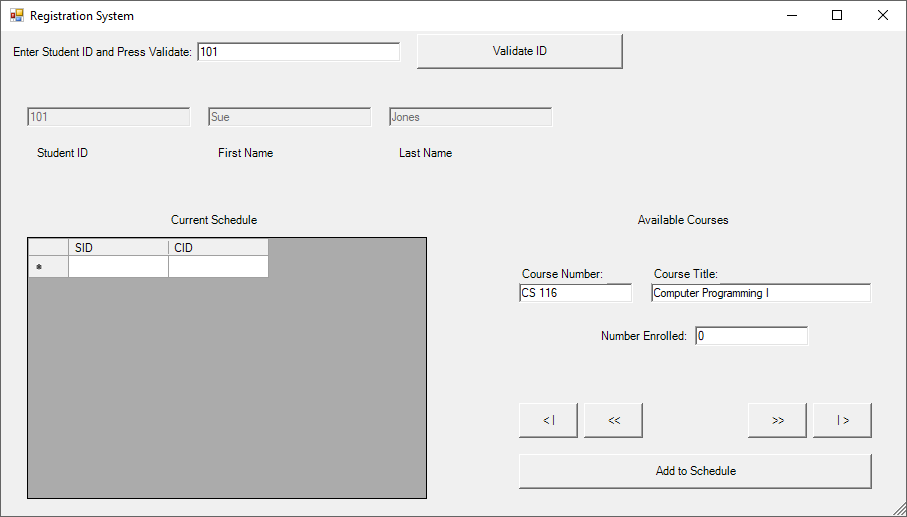 Registration System
Enter Student ID and Press Validate: 101 Validate ID
101 Sue Jones
Student ID First Name Last Name
Current Schedule Available Courses
SID CID
*
Course Number: Course Title:
CS 116 Computer Programming I
Number Enrolled: 0
< | << >> | >
Add to Schedule